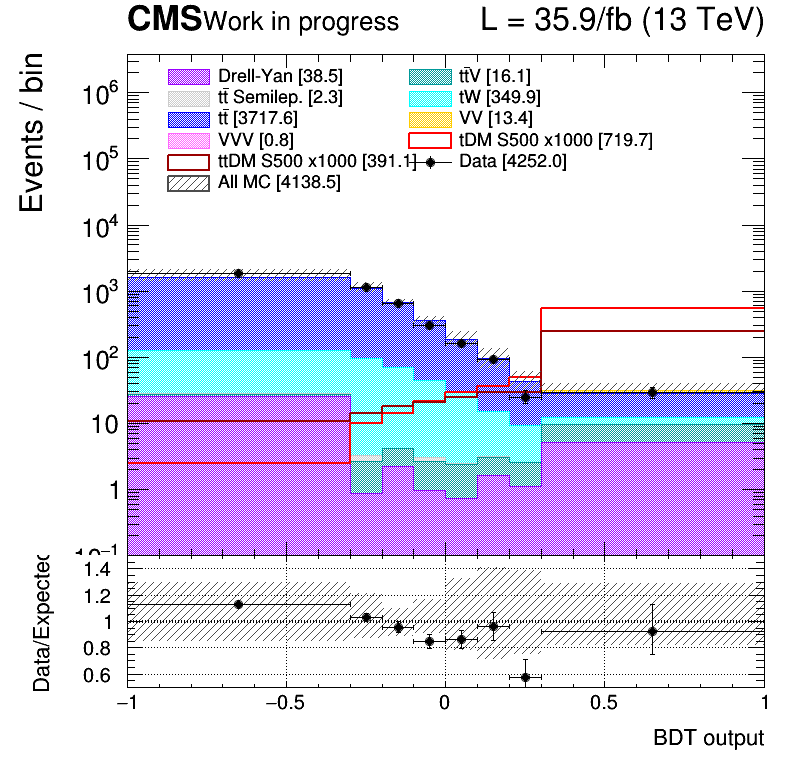 CMS Work in progress L = 35.9/fb (13 TeV)
Events / bin
Drell-Yan [38.5] tt̄V [16.1]
tt̄ Semilep. [2.3] tW [349.9]
tt̄ [3717.6] VV [13.4]
VVV [0.8] tDM S500 x1000 [719.7]
ttDM S500 x1000 [391.1] Data [4252.0]
All MC [4138.5]
10⁶
10⁵
10⁴
10³
10²
10
1
10⁻¹
Data/Expected
1.4
1.2
1
0.8
0.6
−1 −0.5 0 0.5 1
BDT output